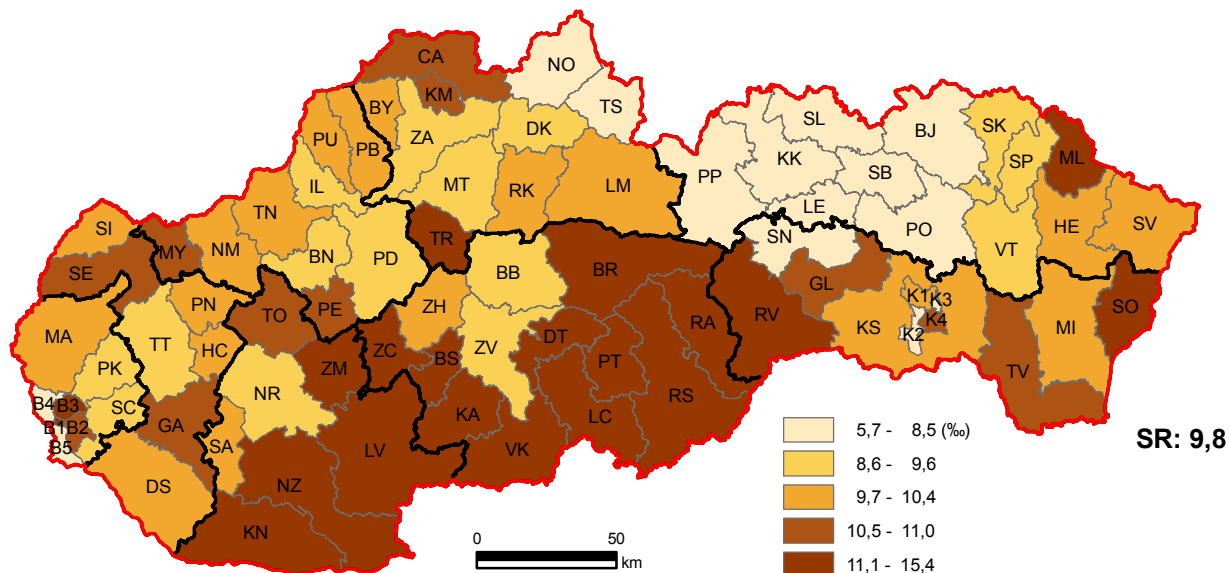 CA
NO
KM
TS
BY
PU
PB
ZA
DK
SL
BJ
SK
KK
SP
ML
IL
MT
RK
LM
PP
SB
LE
TN
SI
MY
NM
TR
PO
HE
SV
SN
VT
SE
BN
PD
BB
BR
GL
PN
TO
PE
ZH
K1
K3
SO
MA
TT
HC
ZC
BS
DT
RA
RV
KS
K4
K2
MI
PK
ZM
ZV
PT
TV
B4
B3
SC
NR
KA
RS
LC
B1
B2
GA
B5
SA
LV
VK
DS
NZ
KN
5,7 - 8,5 (‰)
8,6 - 9,6
9,7 - 10,4
10,5 - 11,0
11,1 - 15,4
SR: 9,8
0 50
km